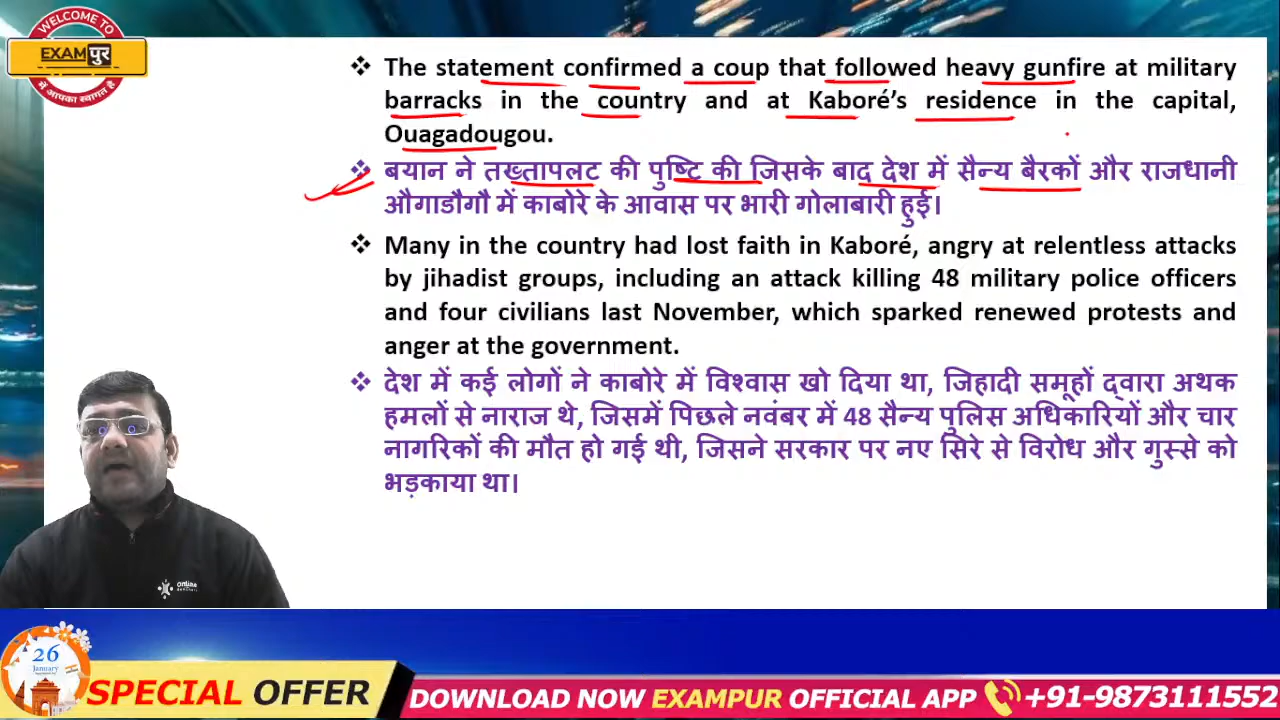 WELCOME TO
EXAMपुर
में आपका स्वागत है
❖ The statement confirmed a coup that followed heavy gunfire at military
barracks in the country and at Kaboré’s residence in the capital,
Ouagadougou.
❖ बयान ने तख्तापलट की पुष्टि की जिसके बाद देश में सैन्य बैरकों और राजधानी
औगाडौगौ में काबोरे के आवास पर भारी गोलाबारी हुई।
❖ Many in the country had lost faith in Kaboré, angry at relentless attacks
by jihadist groups, including an attack killing 48 military police officers
and four civilians last November, which sparked renewed protests and
anger at the government.
❖ देश में कई लोगों ने काबोरे में विश्वास खो दिया था, जिहादी समूहों द्वारा अथक
हमलों से नाराज थे, जिसमें पिछले नवंबर में 48 सैन्य पुलिस अधिकारियों और चार
नागरिकों की मौत हो गई थी, जिसने सरकार पर नए सिरे से विरोध और गुस्से को
भड़काया था।
26
January
SPECIAL OFFER
DOWNLOAD NOW EXAMPUR OFFICIAL APP +91-9873111552